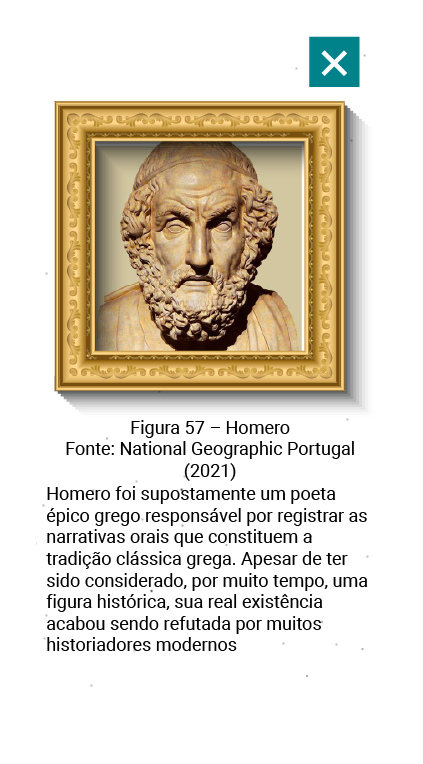 Figura 57 – Homero
Fonte: National Geographic Portugal
(2021)
Homero foi supostamente um poeta
épico grego responsável por registrar as
narrativas orais que constituem a
tradição clássica grega. Apesar de ter
sido considerado, por muito tempo, uma
figura histórica, sua real existência
acabou sendo refutada por muitos
historiadores modernos